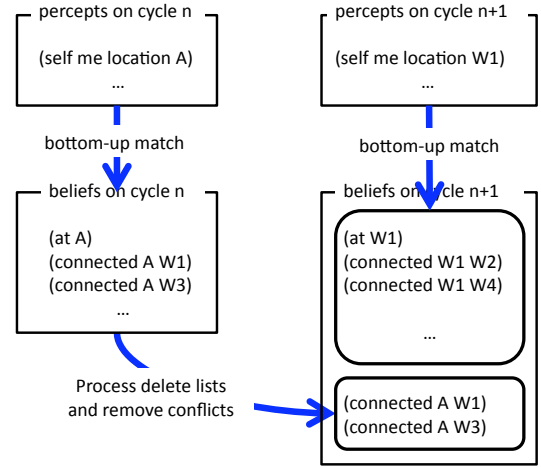 percepts on cycle n
(self me location A)
...
bottom-up match
beliefs on cycle n
(at A)
(connected A W1)
(connected A W3)
...
Process delete lists
and remove conflicts
percepts on cycle n+1
(self me location W1)
...
bottom-up match
beliefs on cycle n+1
(at W1)
(connected W1 W2)
(connected W1 W4)
...
(connected A W1)
(connected A W3)